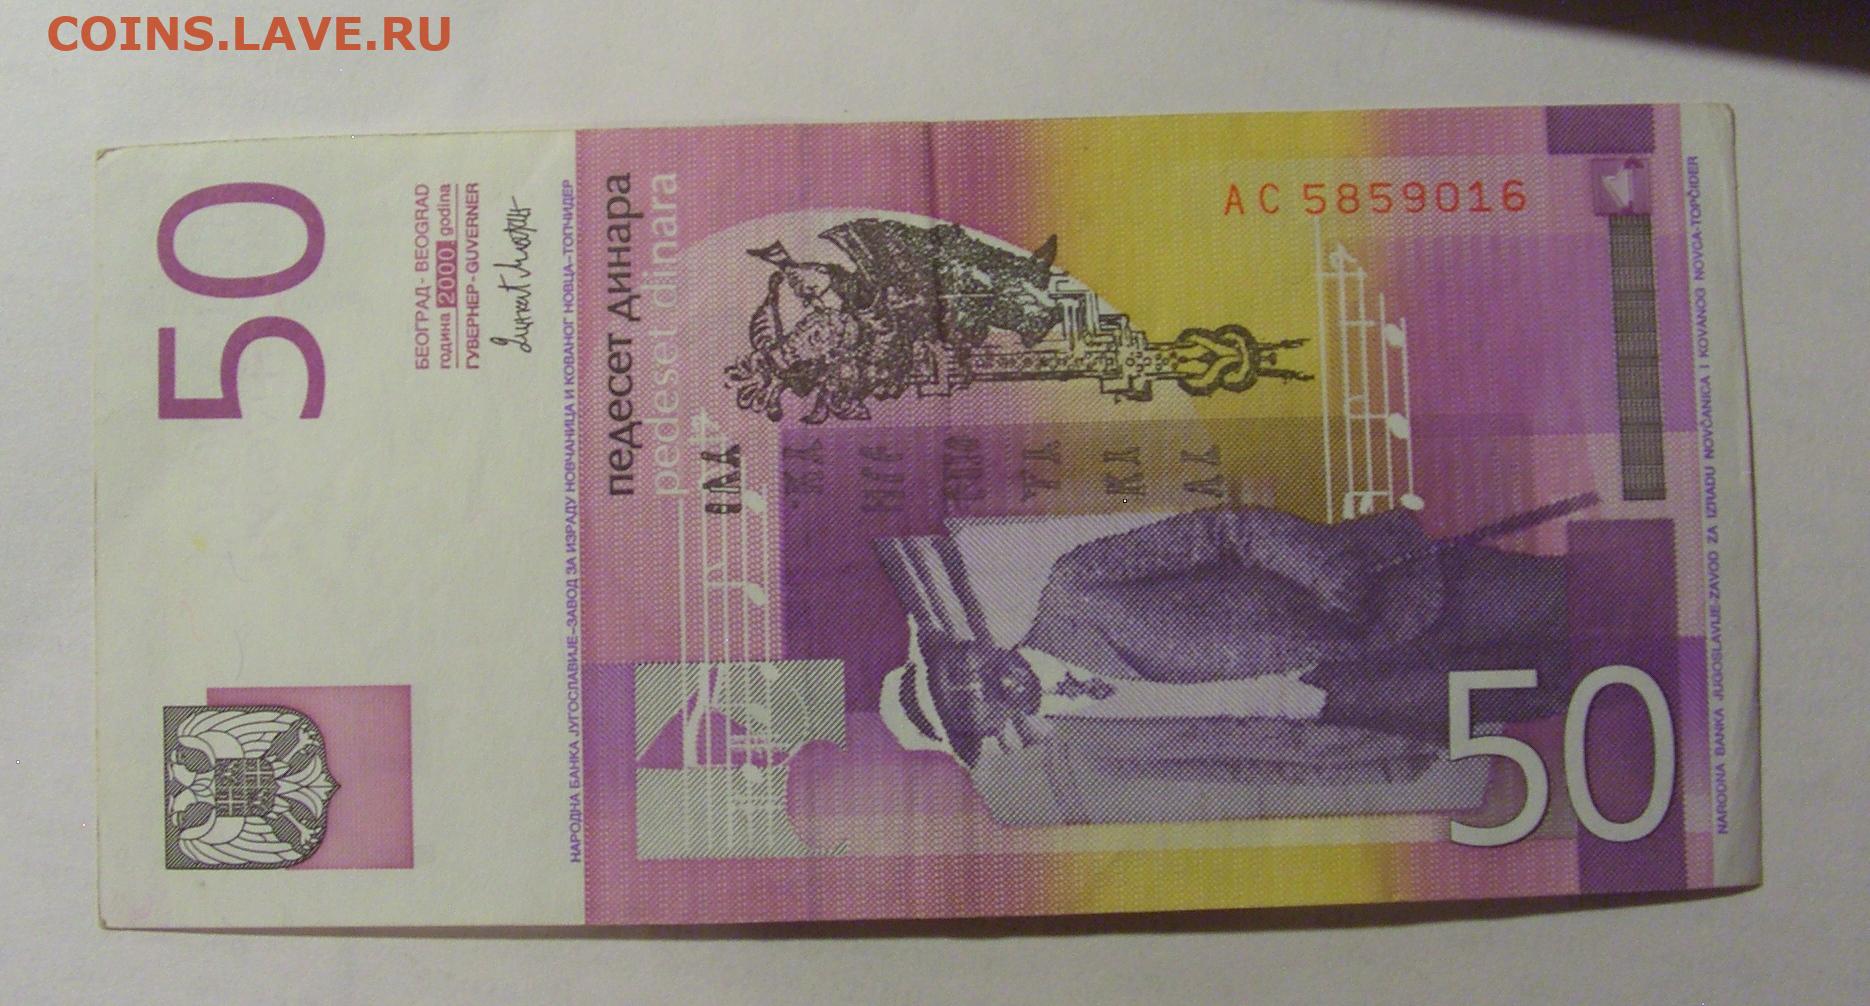 COINS.LAVE.RU
50
БЕОГРАД - BEOGRAD
година 2000 godina
ГУВЕРНЕР - GUVERNER
НАРОДНА БАНКА ЈУГОСЛАВИЈЕ–ЗАВОД ЗА ИЗРАДУ НОВЧАНИЦА И КОВАНОГ НОВЦА–ТОПЧИДЕР
педесет динара
pedeset dinara
AC 5859016
50
NARODNA BANKA JUGOSLAVIJE-ZAVOD ZA IZRADU NOVČANICA I KOVANOG NOVCA-TOPČIDER